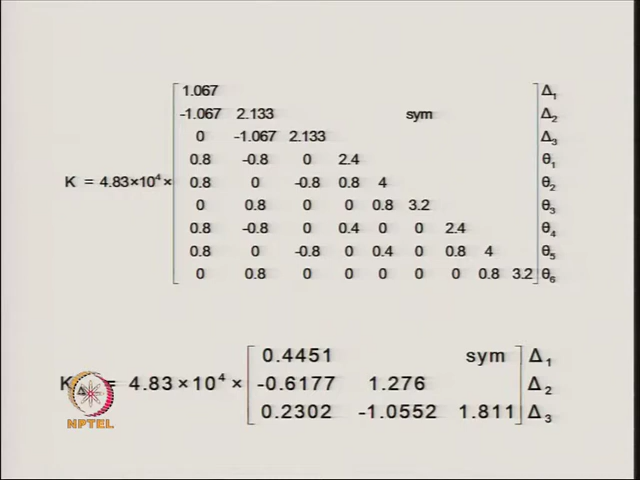 1.067
-1.067 2.133 sym
0 -1.067 2.133
0.8 -0.8 0 2.4
K = 4.83×10⁴× 0.8 0 -0.8 0.8 4
0 0.8 0 0 0.8 3.2
0.8 -0.8 0 0.4 0 0 2.4
0.8 0 -0.8 0 0.4 0 0.8 4
0 0.8 0 0 0 0 0 0.8 3.2
Δ₁
Δ₂
Δ₃
θ₁
θ₂
θ₃
θ₄
θ₅
θ₆
0.4451 sym Δ₁
K_Δ = 4.83×10⁴× -0.6177 1.276 Δ₂
0.2302 -1.0552 1.811 Δ₃
NPTEL